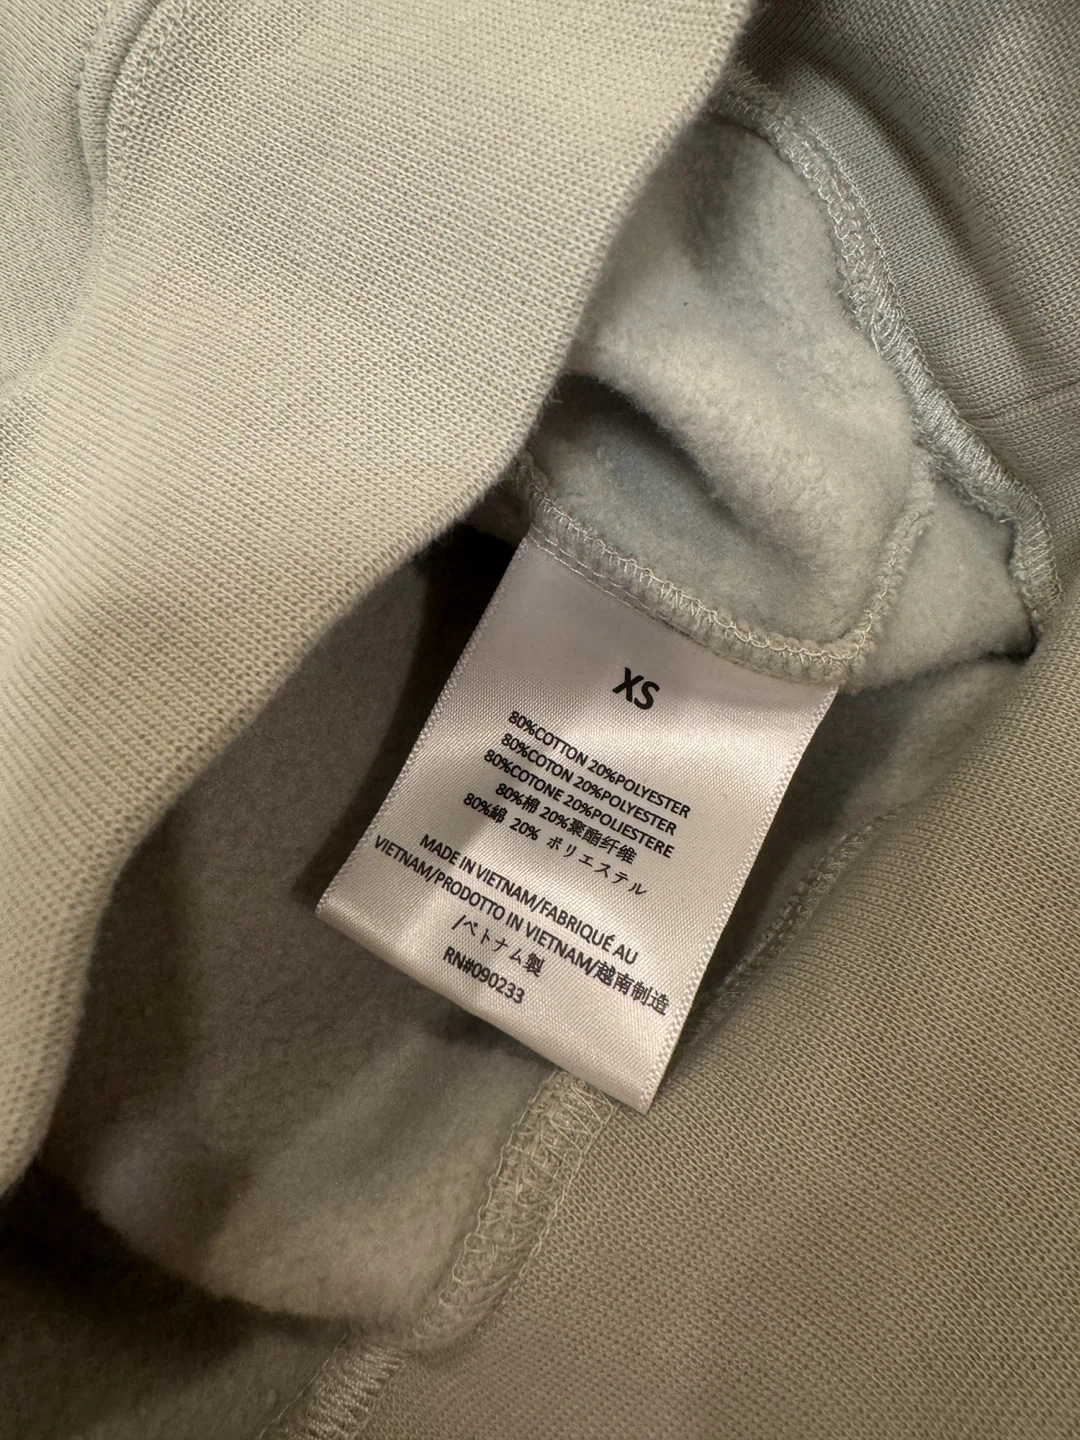 XS
80%COTTON 20%POLYESTER
80%COTON 20%POLYESTER
80%COTONE 20%POLIESTERE
80%棉 20%聚酯纤维
80%綿 20% ポリエステル
MADE IN VIETNAM/FABRIQUÉ AU
VIETNAM/PRODOTTO IN VIETNAM/越南制造
/ベトナム製
RN#090233